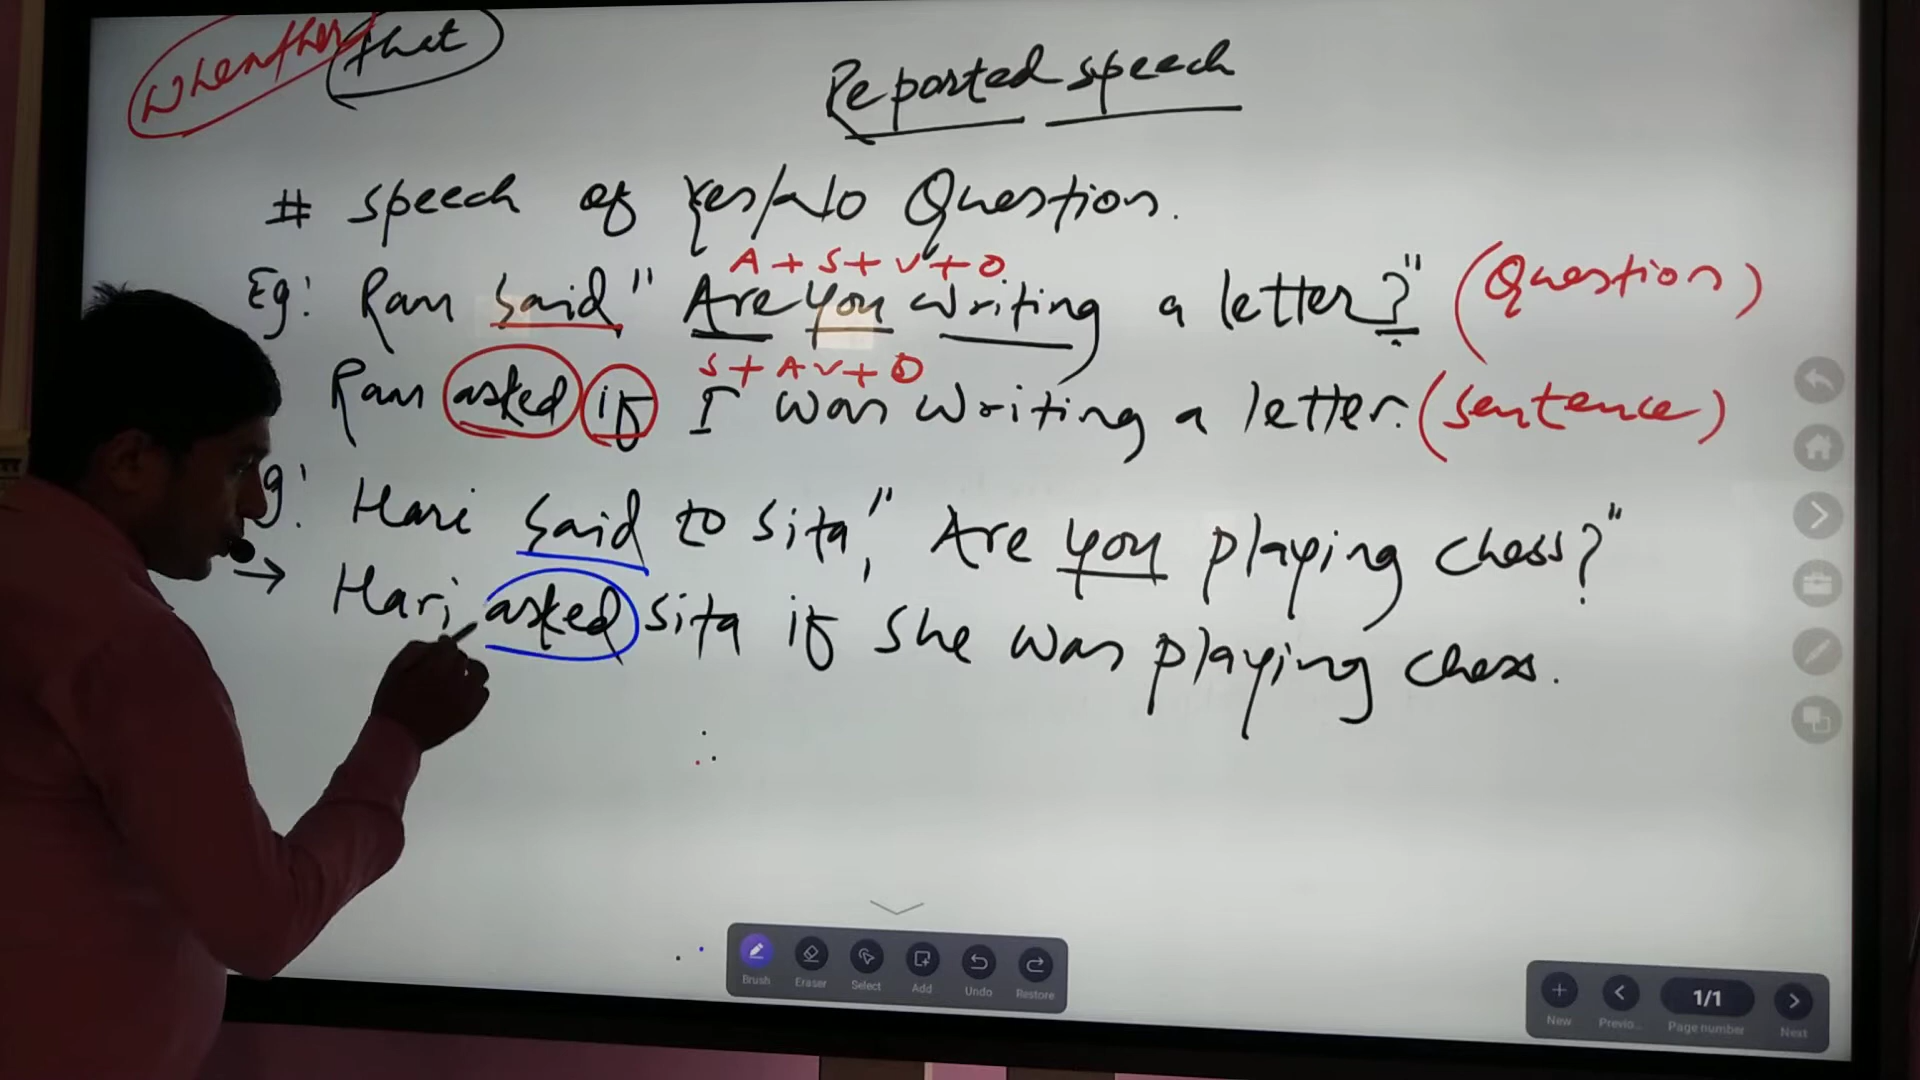 whenther that
Reported speech
# speech of Yes/No Question.
A + S + V + O
Eg: Ram said " Are you writing a letter?" (Question)
S + A V + O
Ram asked if I was writing a letter. (sentence)
g: Hari said to Sita, " Are you playing chess?"
→ Hari asked Sita if she was playing chess.
Brush Eraser Select Add Undo Restore
1/1
New Previo... Page number Next